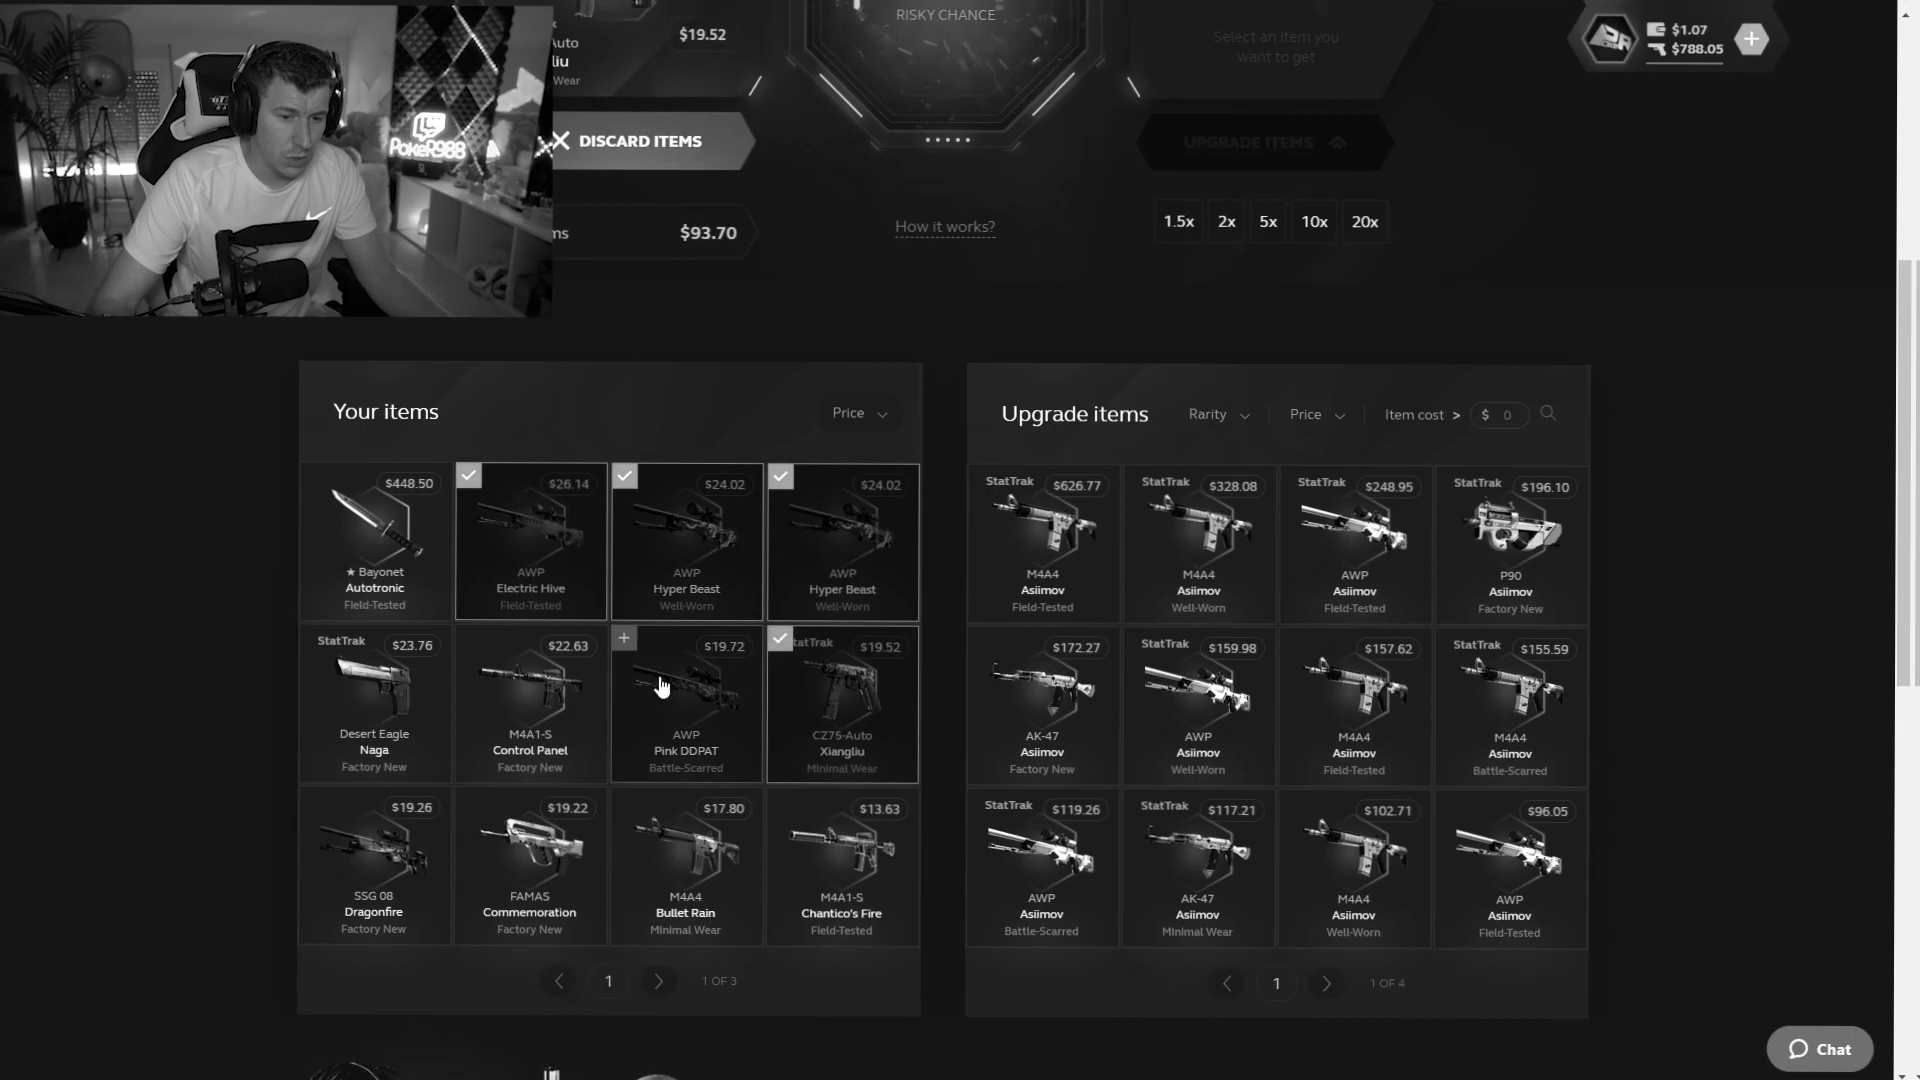 RISKY CHANCE
$19.52
Auto
liu
Wear
Select an item you
want to get
$1.07
$788.05
PokeR988
DISCARD ITEMS
UPGRADE ITEMS
ms
$93.70
How it works?
1.5x 2x 5x 10x 20x
Your items
Price
$448.50
★ Bayonet
Autotronic
Field-Tested
$26.14
AWP
Electric Hive
Field-Tested
$24.02
AWP
Hyper Beast
Well-Worn
$24.02
AWP
Hyper Beast
Well-Worn
StatTrak $23.76
Desert Eagle
Naga
Factory New
$22.63
M4A1-S
Control Panel
Factory New
$19.72
AWP
Pink DDPAT
Battle-Scarred
tatTrak $19.52
CZ75-Auto
Xiangliu
Minimal Wear
$19.26
SSG 08
Dragonfire
Factory New
$19.22
FAMAS
Commemoration
Factory New
$17.80
M4A4
Bullet Rain
Minimal Wear
$13.63
M4A1-S
Chantico's Fire
Field-Tested
1
1 OF 3
Upgrade items
Rarity
Price
Item cost > $ 0
StatTrak $626.77
M4A4
Asiimov
Field-Tested
StatTrak $328.08
M4A4
Asiimov
Well-Worn
StatTrak $248.95
AWP
Asiimov
Field-Tested
StatTrak $196.10
P90
Asiimov
Factory New
$172.27
AK-47
Asiimov
Factory New
StatTrak $159.98
AWP
Asiimov
Well-Worn
$157.62
M4A4
Asiimov
Field-Tested
StatTrak $155.59
M4A4
Asiimov
Battle-Scarred
StatTrak $119.26
AWP
Asiimov
Battle-Scarred
StatTrak $117.21
AK-47
Asiimov
Minimal Wear
$102.71
M4A4
Asiimov
Well-Worn
$96.05
AWP
Asiimov
Field-Tested
1
1 OF 4
Chat